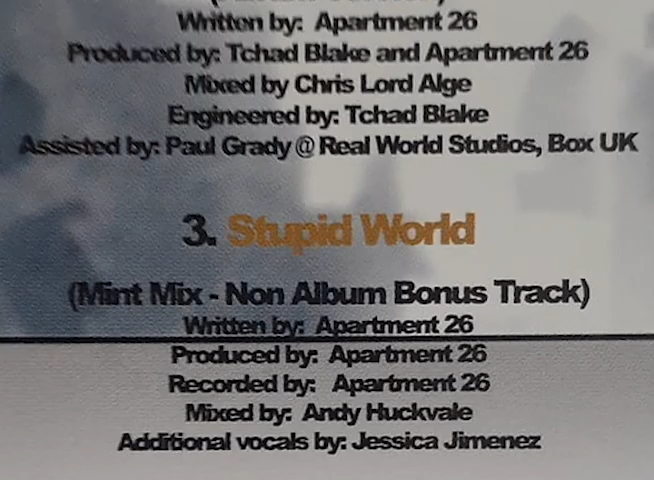 Written by: Apartment 26
Produced by: Tchad Blake and Apartment 26
Mixed by Chris Lord Alge
Engineered by: Tchad Blake
Assisted by: Paul Grady @ Real World Studios, Box UK
3. Stupid World
(Mint Mix - Non Album Bonus Track)
Written by: Apartment 26
Produced by: Apartment 26
Recorded by: Apartment 26
Mixed by: Andy Huckvale
Additional vocals by: Jessica Jimenez